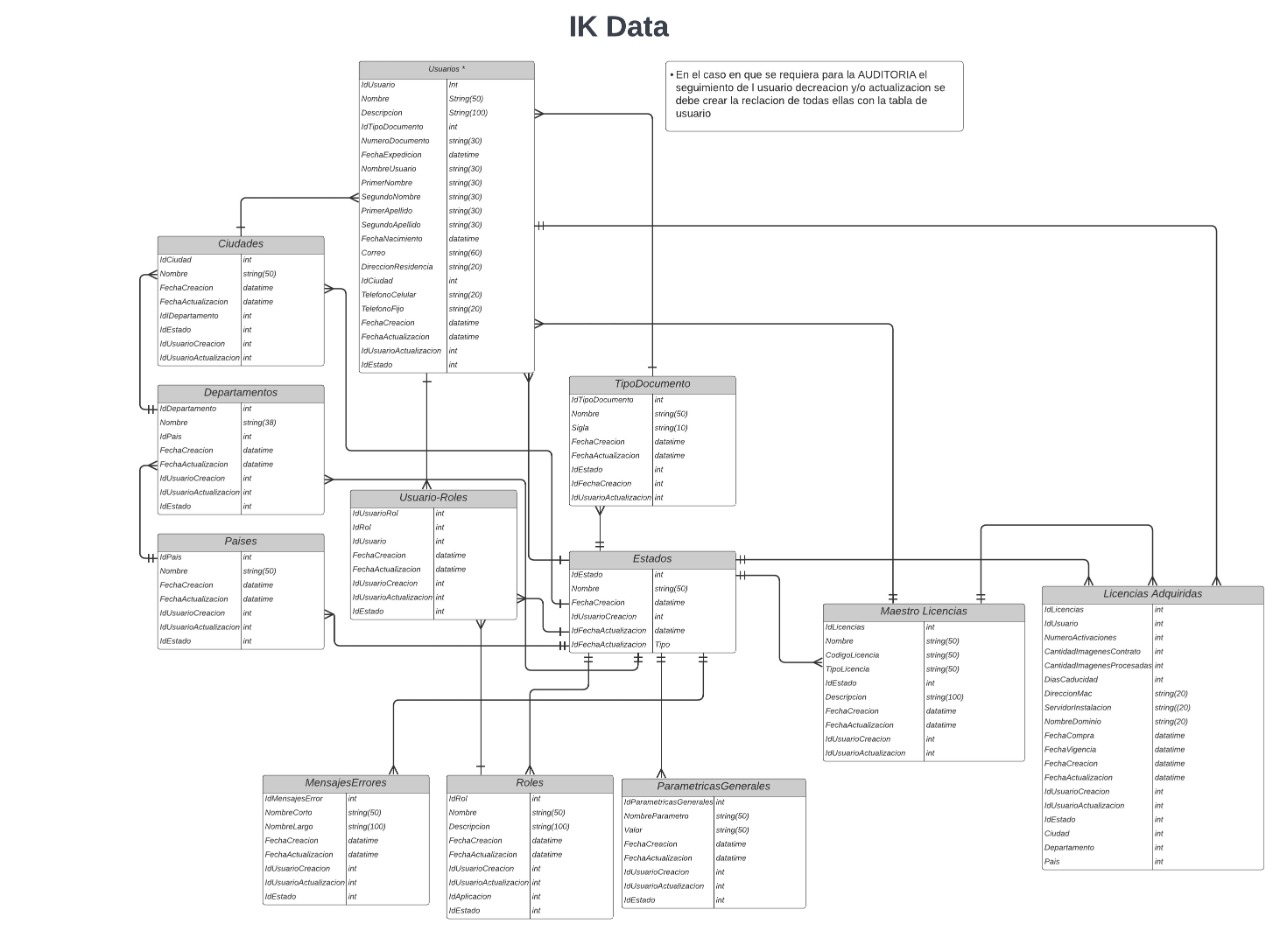 IK Data
Usuarios *
IdUsuario Int
Nombre String(50)
Descripcion String(100)
IdTipoDocumento int
NumeroDocumento string(30)
FechaExpedicion datetime
NombreUsuario string(30)
PrimerNombre string(30)
SegundoNombre string(30)
PrimerApellido string(30)
SegundoApellido string(30)
FechaNacimiento datetime
Correo string(60)
DireccionResidencia string(20)
IdCiudad int
TelefonoCelular string(20)
TelefonoFijo string(20)
FechaCreacion datetime
FechaActualizacion datatime
IdUsuarioActualizacion int
IdEstado int
• En el caso en que se requiera para la AUDITORIA el
seguimiento de l usuario decreacion y/o actualizacion se
debe crear la reclacion de todas ellas con la tabla de
usuario
Ciudades
IdCiudad int
Nombre string(50)
FechaCreacion datatime
FechaActualizacion datatime
IdIDepartamento int
IdEstado int
IdUsuarioCreacion int
IdUsuarioActualizacion int
Departamentos
IdDepartamento int
Nombre string(38)
IdPais int
FechaCreacion datatime
FechaActualizacion datatime
IdUsuarioCreacion int
IdUsuarioActualizacion int
IdEstado int
Paises
IdPais int
Nombre string(50)
FechaCreacion datatime
FechaActualizacion datatime
IdUsuarioCreacion int
IdUsuarioActualizacion int
IdEstado int
Usuario-Roles
IdUsuarioRol int
IdRol int
IdUsuario int
FechaCreacion datatime
FechaActualizacion datatime
IdUsuarioCreacion int
IdUsuarioActualizacion int
IdEstado int
TipoDocumento
IdTipoDocumento int
Nombre string(50)
Sigla string(10)
FechaCreacion datatime
FechaActualizacion datatime
IdEstado int
IdFechaCreacion int
IdUsuarioActualizacion int
Estados
IdEstado int
Nombre string(50)
FechaCreacion datatime
IdUsuarioCreacion int
IdFechaActualizacion datatime
IdFechaActualizacion Tipo
Maestro Licencias
IdLicencias int
Nombre string(50)
CodigoLicencia string(50)
TipoLicencia string(50)
IdEstado int
Descripcion string(100)
FechaCreacion datatime
FechaActualizacion datatime
IdUsuarioCreacion int
IdUsuarioActualizacion int
Licencias Adquiridas
IdLicencias int
IdUsuario int
NumeroActivaciones int
CantidadImagenesContrato int
CantidadImagenesProcesadas int
DiasCaducidad int
DireccionMac string(20)
ServidorInstalacion string((20)
NombreDominio string(20)
FechaCompra datatime
FechaVigencia datatime
FechaCreacion datatime
FechaActualizacion datatime
IdUsuarioCreacion int
IdUsuarioActualizacion int
IdEstado int
Ciudad int
Departamento int
Pais int
MensajesErrores
IdMensajesError int
NombreCorto string(50)
NombreLargo string(100)
FechaCreacion datatime
FechaActualizacion datatime
IdUsuarioCreacion int
IdUsuarioActualizacion int
IdEstado int
Roles
IdRol int
Nombre string(50)
Descripcion string(100)
FechaCreacion datatime
FechaActualizacion datatime
IdUsuarioCreacion int
IdUsuarioActualizacion int
IdAplicacion int
IdEstado int
ParametricasGenerales
IdParametricasGenerales int
NombreParametro string(50)
Valor string(50)
FechaCreacion datatime
FechaActualizacion datatime
IdUsuarioCreacion int
IdUsuarioActualizacion int
IdEstado int